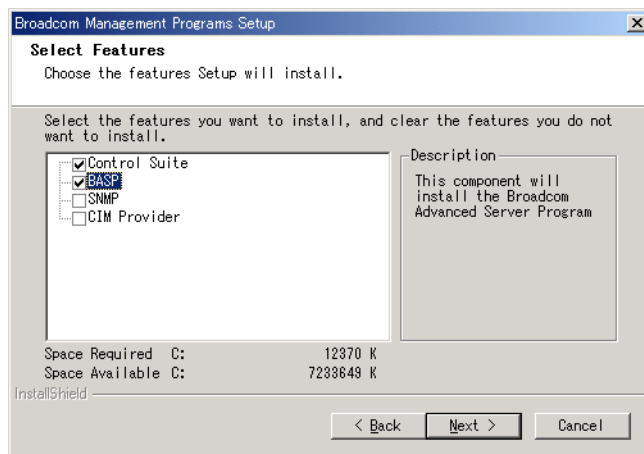 Broadcom Management Programs Setup
Select Features
Choose the features Setup will install.
Select the features you want to install, and clear the features you do not
want to install.
Control Suite
BASP
SNMP
CIM Provider
Description
This component will
install the Broadcom
Advanced Server Program
Space Required C: 12370 K
Space Available C: 7233649 K
InstallShield
< Back
Next >
Cancel